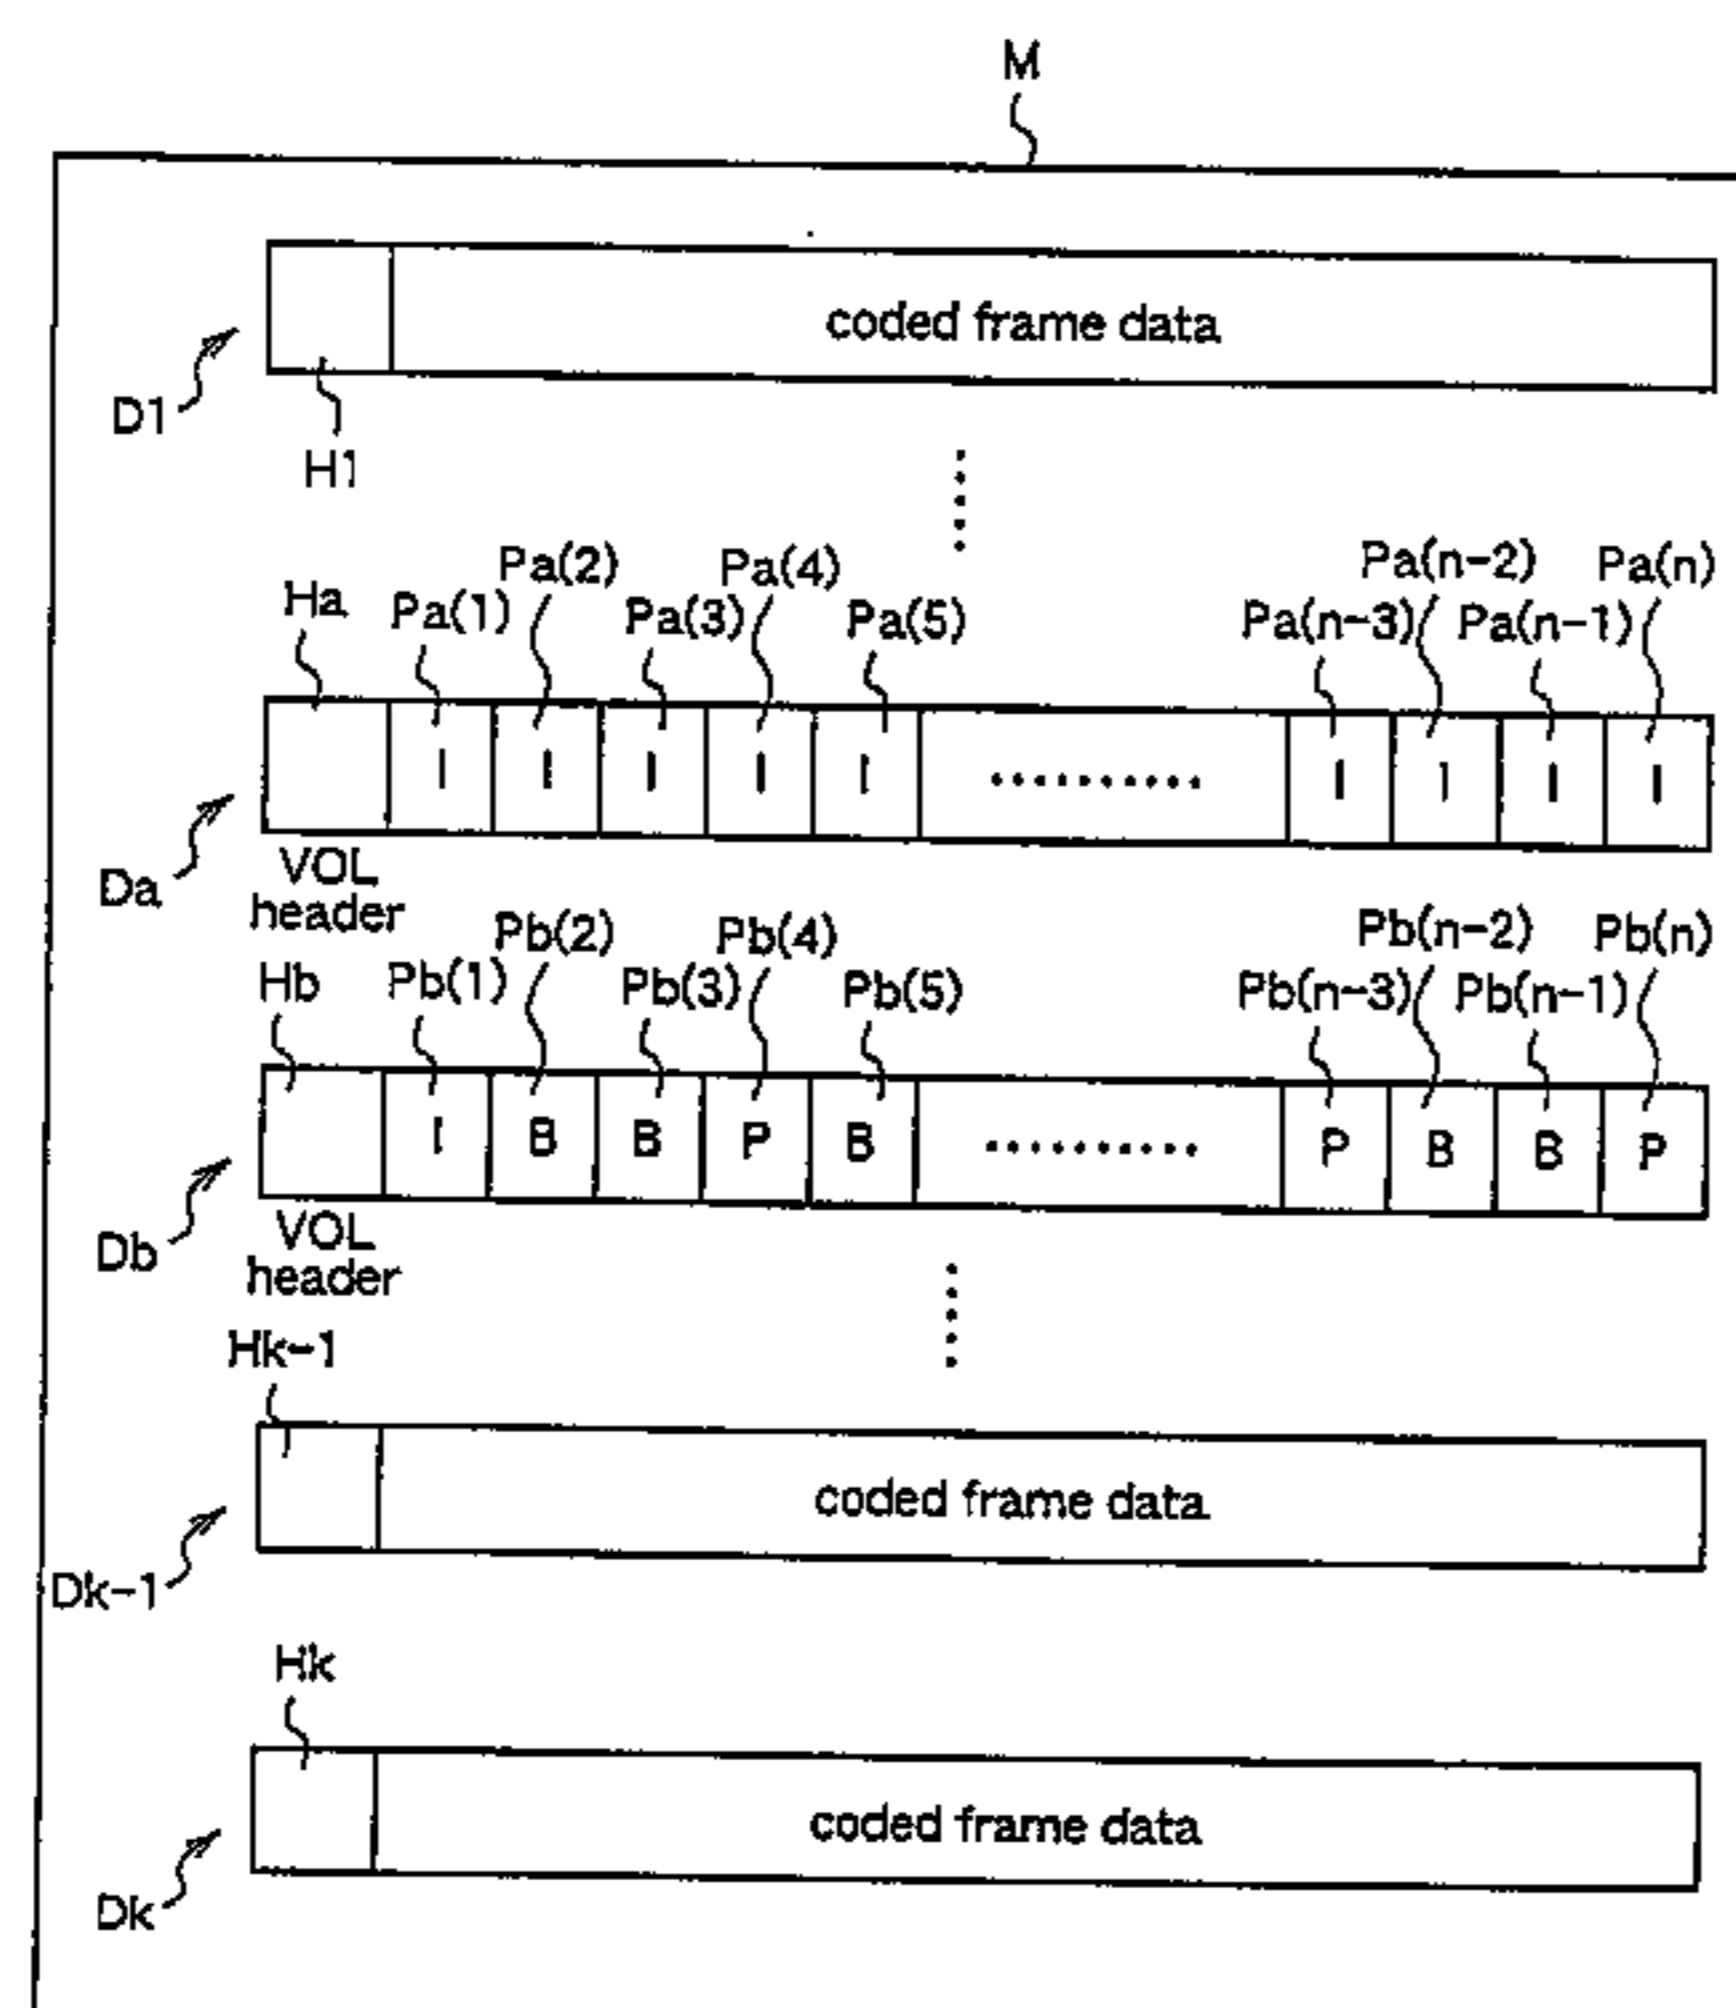 M
coded frame data
D1
H1
Pa(2) Pa(4) Pa(n-2) Pa(n)
Ha Pa(1) Pa(3) Pa(5) Pa(n-3) Pa(n-1)
I I I I I .......... I I I I
Da
VOL
header
Pb(2) Pb(4) Pb(n-2) Pb(n)
Hb Pb(1) Pb(3) Pb(5) Pb(n-3) Pb(n-1)
I B B P B .......... P B B P
Db
VOL
header
Hk-1
coded frame data
Dk-1
Hk
coded frame data
Dk